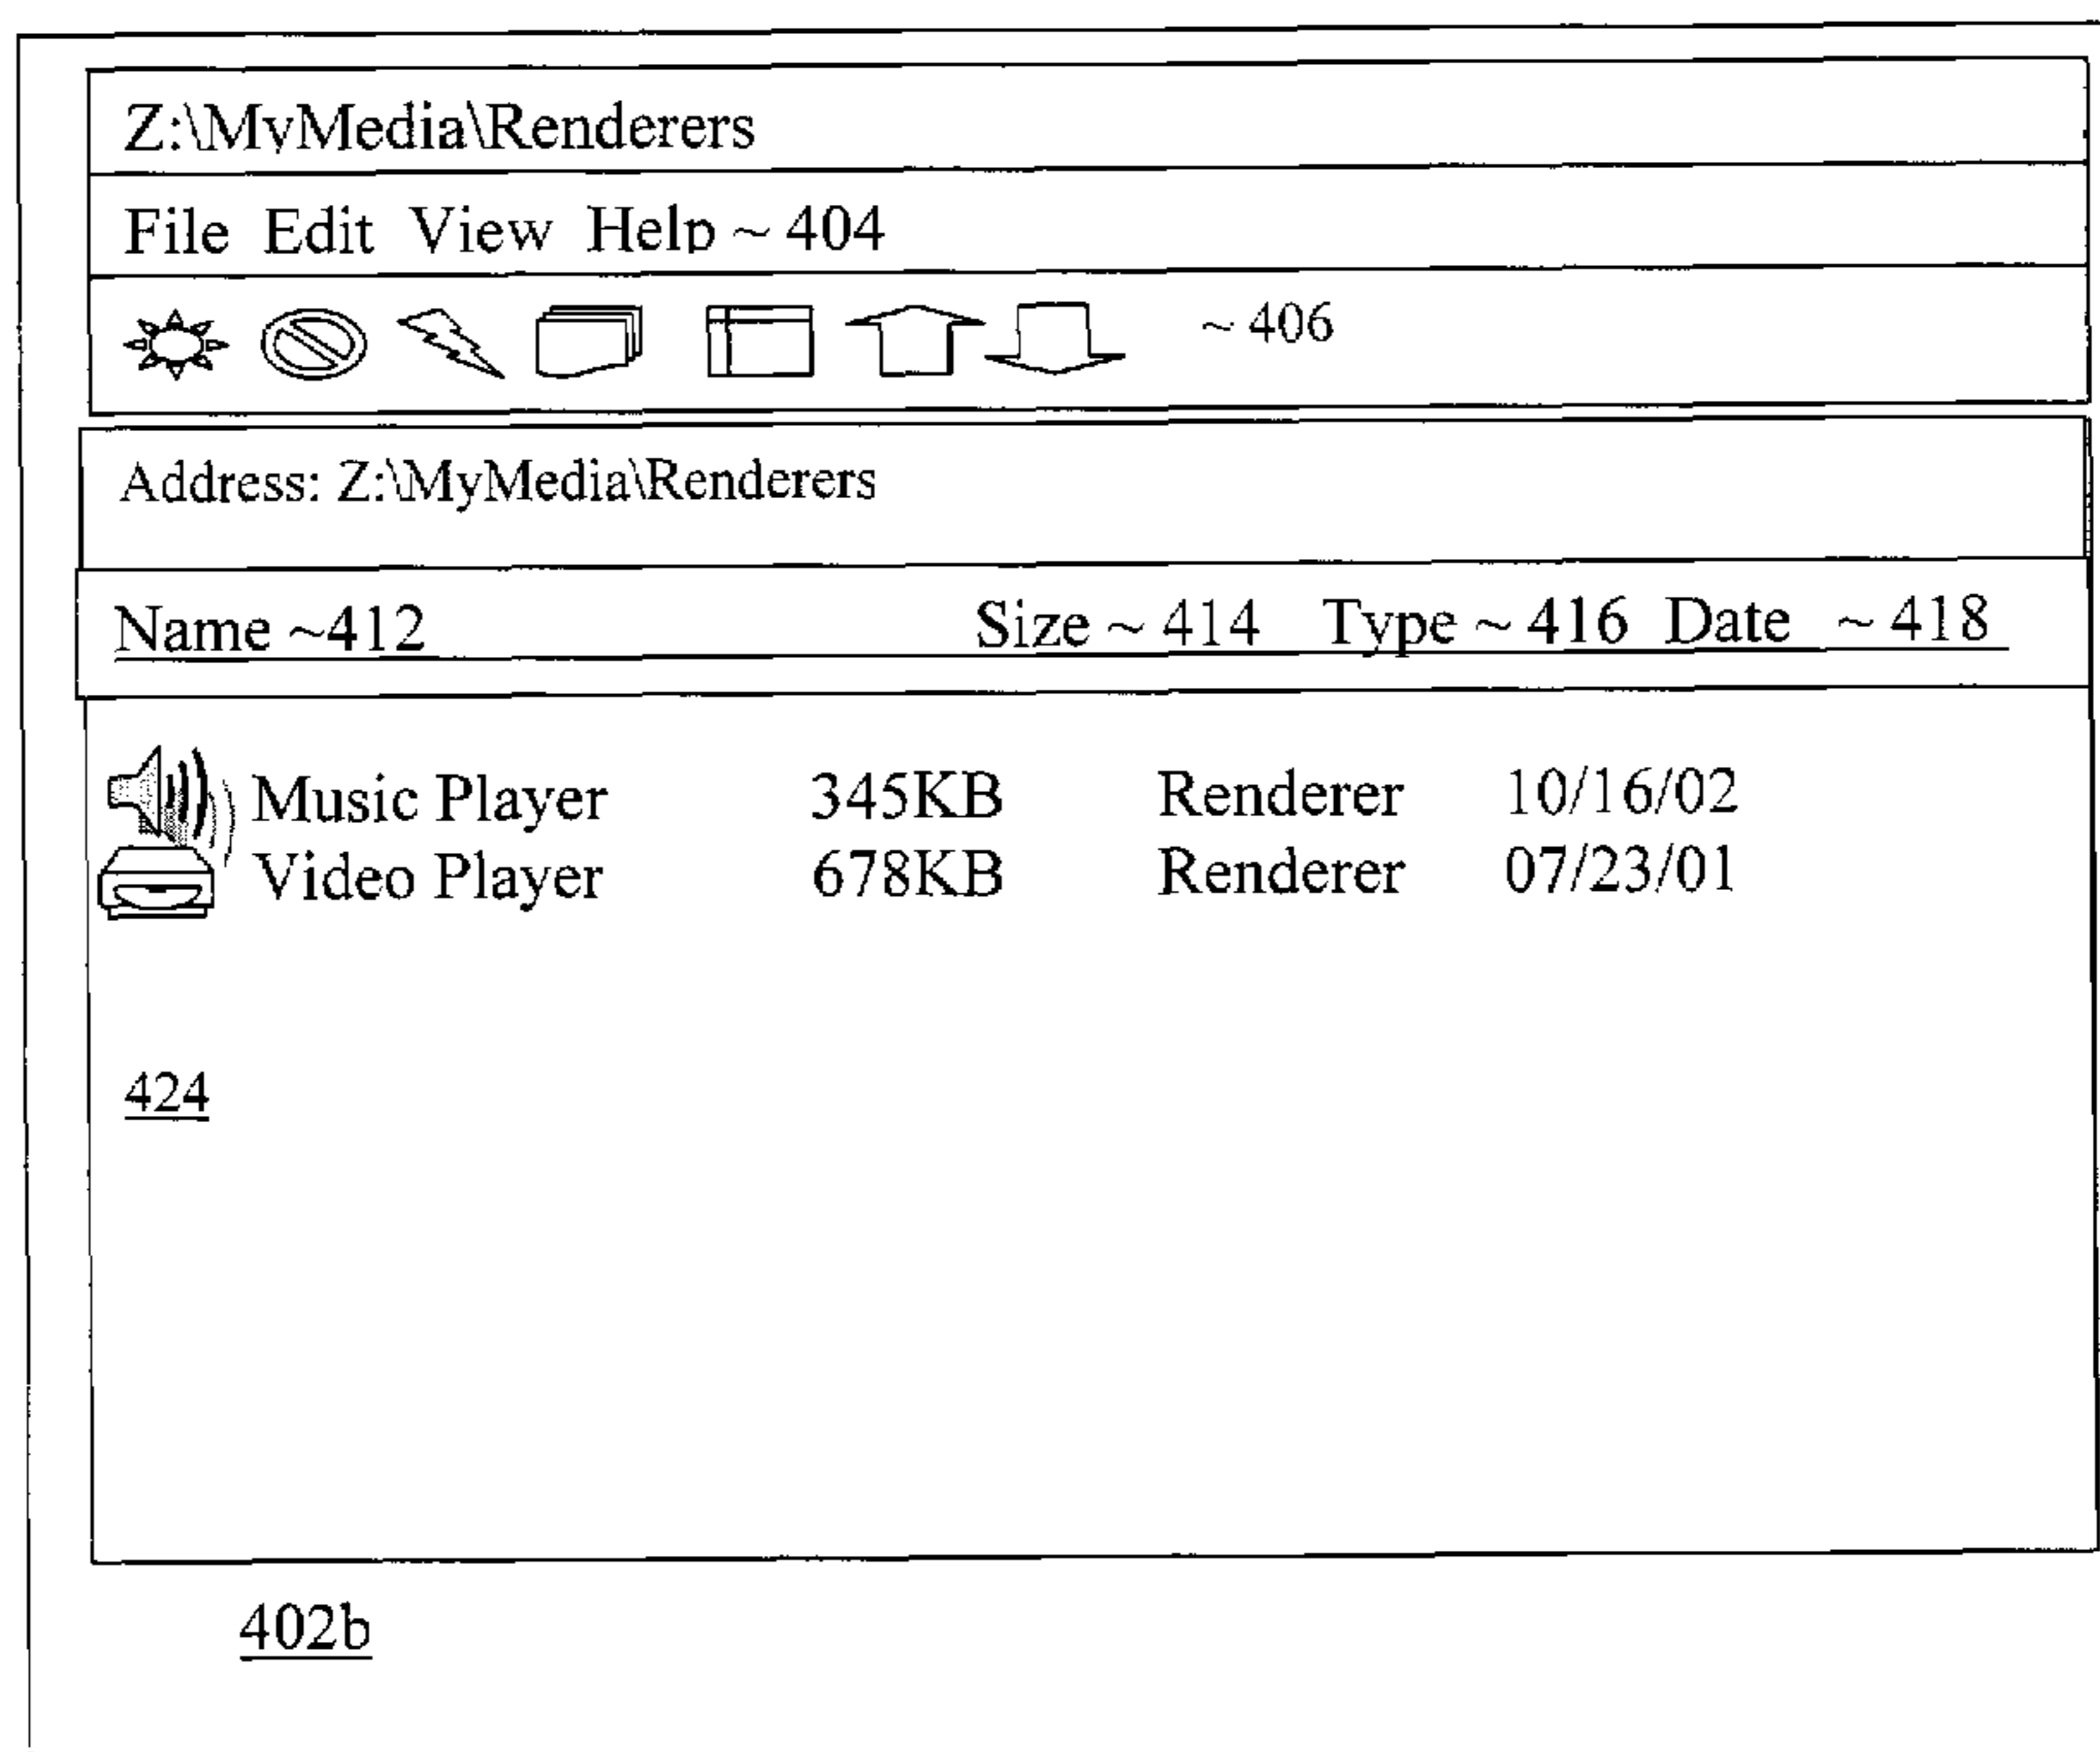 Z:\MyMedia\Renderers
File Edit View Help ~ 404
~ 406
Address: Z:\MyMedia\Renderers
Name ~412 Size ~ 414 Type ~ 416 Date ~ 418
Music Player 345KB Renderer 10/16/02
Video Player 678KB Renderer 07/23/01
424
402b